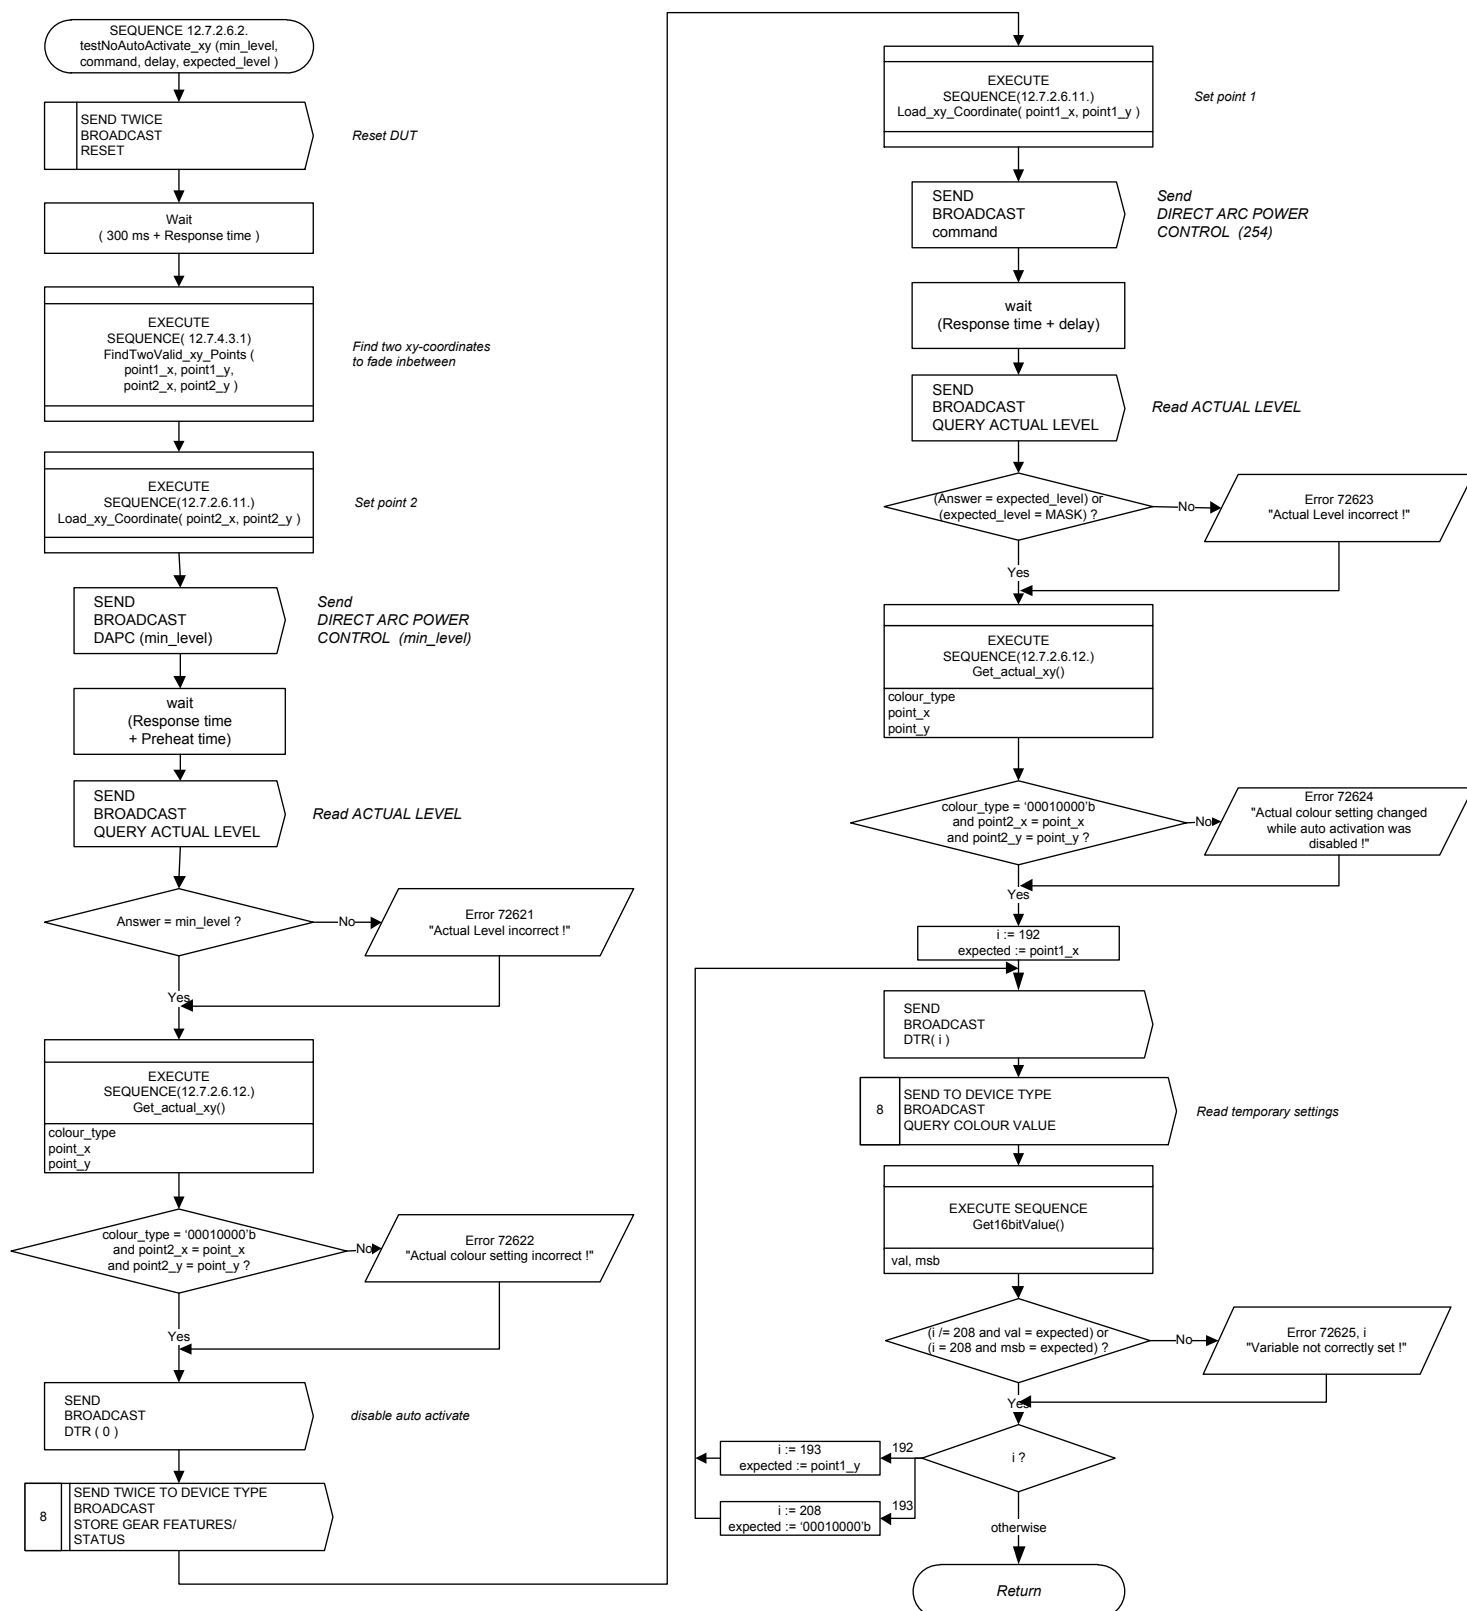 SEQUENCE 12.7.2.6.2.
testNoAutoActivate_xy (min_level,
command, delay, expected_level )
SEND TWICE
BROADCAST
RESET
Reset DUT
Wait
( 300 ms + Response time )
EXECUTE
SEQUENCE( 12.7.4.3.1)
FindTwoValid_xy_Points (
point1_x, point1_y,
point2_x, point2_y )
Find two xy-coordinates
to fade inbetween
EXECUTE
SEQUENCE(12.7.2.6.11.)
Load_xy_Coordinate( point2_x, point2_y )
Set point 2
SEND
BROADCAST
DAPC (min_level)
Send
DIRECT ARC POWER
CONTROL (min_level)
wait
(Response time
+ Preheat time)
SEND
BROADCAST
QUERY ACTUAL LEVEL
Read ACTUAL LEVEL
Answer = min_level ?
No
Error 72621
"Actual Level incorrect !"
Yes
EXECUTE
SEQUENCE(12.7.2.6.12.)
Get_actual_xy()
colour_type
point_x
point_y
colour_type = ‘00010000’b
and point2_x = point_x
and point2_y = point_y ?
No
Error 72622
"Actual colour setting incorrect !"
Yes
SEND
BROADCAST
DTR ( 0 )
disable auto activate
8
SEND TWICE TO DEVICE TYPE
BROADCAST
STORE GEAR FEATURES/
STATUS
EXECUTE
SEQUENCE(12.7.2.6.11.)
Load_xy_Coordinate( point1_x, point1_y )
Set point 1
SEND
BROADCAST
command
Send
DIRECT ARC POWER
CONTROL (254)
wait
(Response time + delay)
SEND
BROADCAST
QUERY ACTUAL LEVEL
Read ACTUAL LEVEL
(Answer = expected_level) or
(expected_level = MASK) ?
No
Error 72623
"Actual Level incorrect !"
Yes
EXECUTE
SEQUENCE(12.7.2.6.12.)
Get_actual_xy()
colour_type
point_x
point_y
colour_type = ‘00010000’b
and point2_x = point_x
and point2_y = point_y ?
No
Error 72624
"Actual colour setting changed
while auto activation was
disabled !"
Yes
i := 192
expected := point1_x
SEND
BROADCAST
DTR( i )
8
SEND TO DEVICE TYPE
BROADCAST
QUERY COLOUR VALUE
Read temporary settings
EXECUTE SEQUENCE
Get16bitValue()
val, msb
(i /= 208 and val = expected) or
(i = 208 and msb = expected) ?
No
Error 72625, i
"Variable not correctly set !"
Yes
i ?
192
i := 193
expected := point1_y
193
i := 208
expected := ‘00010000’b
otherwise
Return